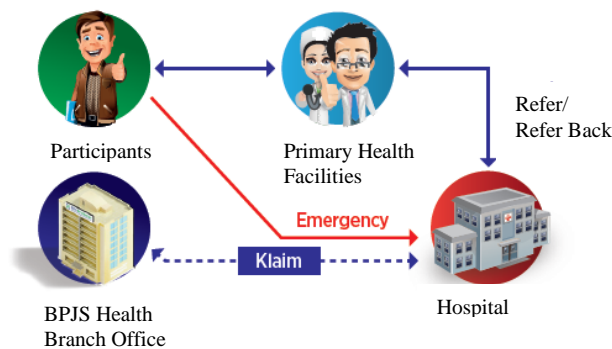 Participants
Primary Health
Facilities
Refer/
Refer Back
Emergency
Klaim
BPJS Health
Branch Office
Hospital